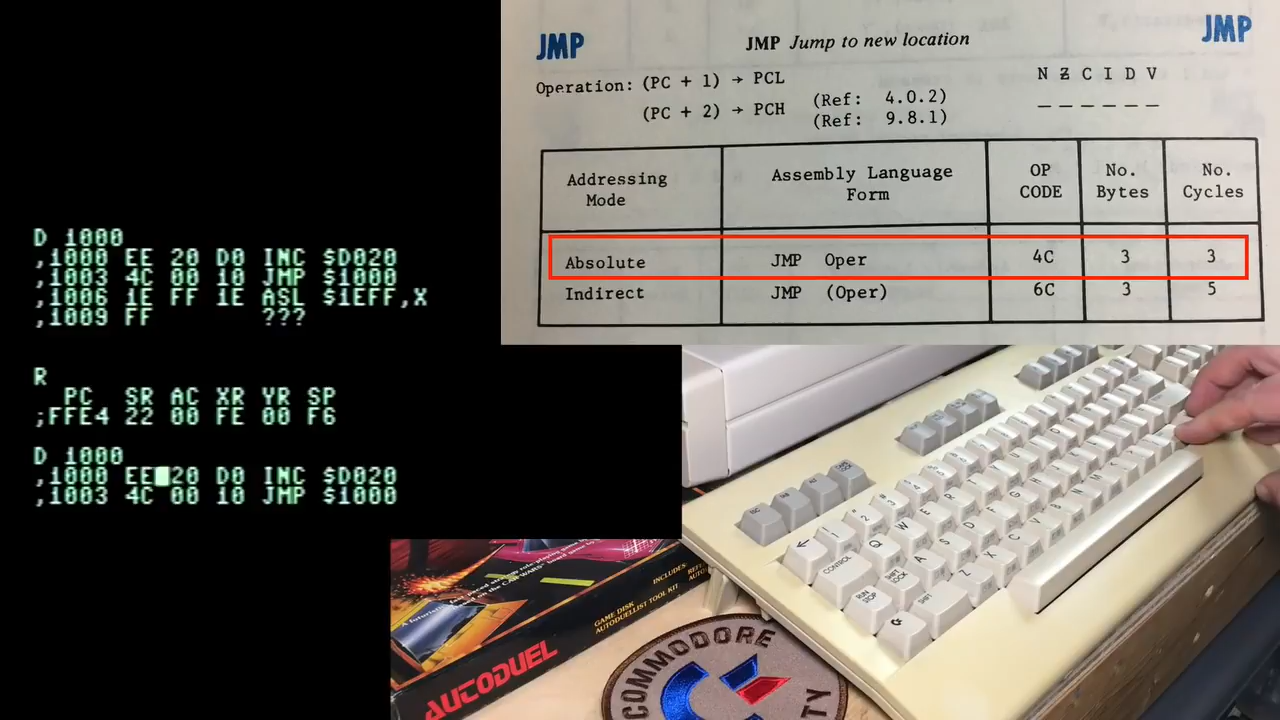 D 1000
,1000 EE 20 D0 INC $D020
,1003 4C 00 10 JMP $1000
,1006 1E FF 1E ASL $1EFF,X
,1009 FF ???
R
PC SR AC XR YR SP
;FFE4 22 00 FE 00 F6
D 1000
,1000 EE 20 D0 INC $D020
,1003 4C 00 10 JMP $1000
JMP JMP Jump to new location JMP
Operation: (PC + 1) → PCL N Z C I D V
(PC + 2) → PCH (Ref: 4.0.2) _ _ _ _ _ _
(Ref: 9.8.1)
Addressing Mode Assembly Language Form OP CODE No. Bytes No. Cycles
Absolute JMP Oper 4C 3 3
Indirect JMP (Oper) 6C 3 5
ESC
CAPS LOCK
CONTROL
Q W E
RUN STOP
SHIFT LOCK
A S D
SHIFT
Z X C
INCLUDES
GAME DISK
AUTODUELLIST TOOL KIT
AUTODUEL
COMMODORE